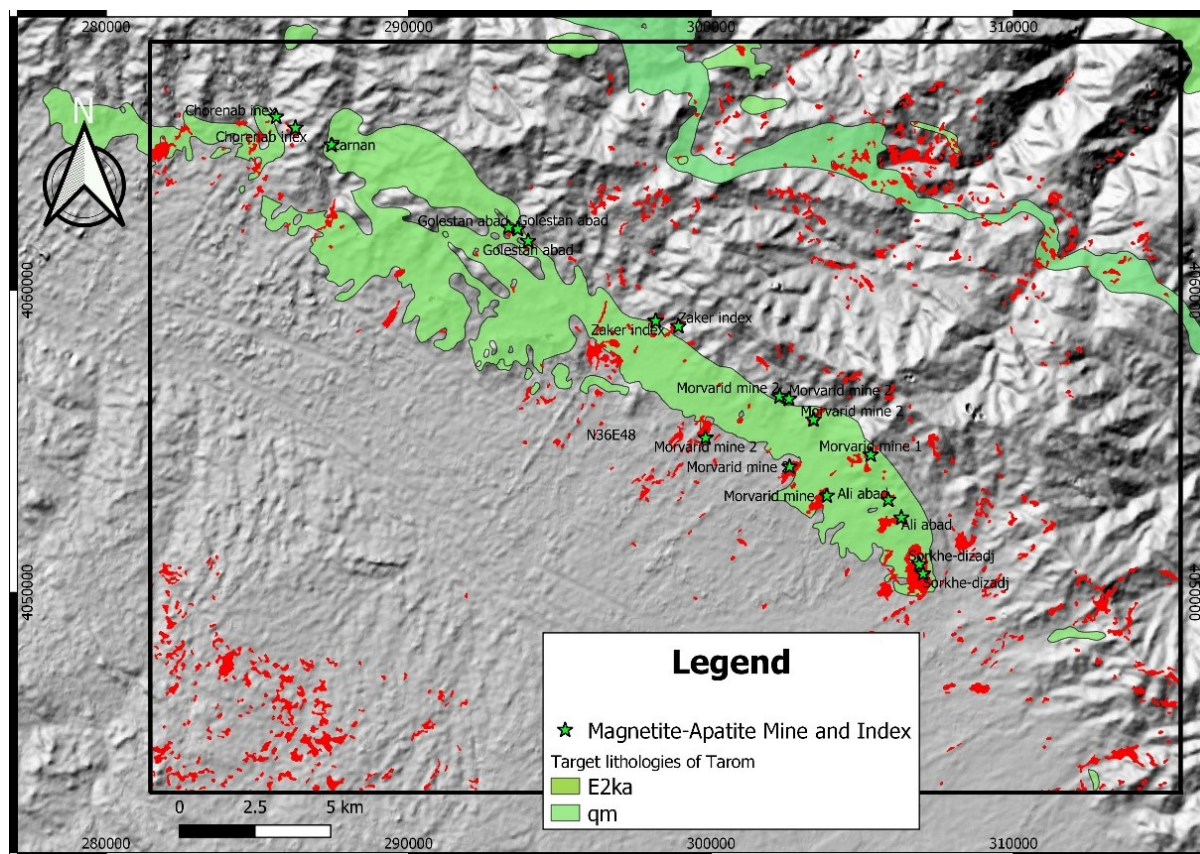 280000
290000
300000
310000
N
Chorenab inex
Chorenab inex
Golestan abad
Golestan abad
Golestan abad
4060000
4060000
Zaker index
Zaker index
Morvarid mine 2
Morvarid mine 2
Morvarid mine 2
N36E48
Morvarid mine 2
Morvarid mine 1
Morvarid mine
Morvarid mine
Ali abad
Ali abad
Sorkhe-dizadj
Sorkhe-dizadj
4050000
4050000
Legend
Magnetite-Apatite Mine and Index
Target lithologies of Tarom
E2ka
qm
0 2.5 5 km
280000
290000
300000
310000